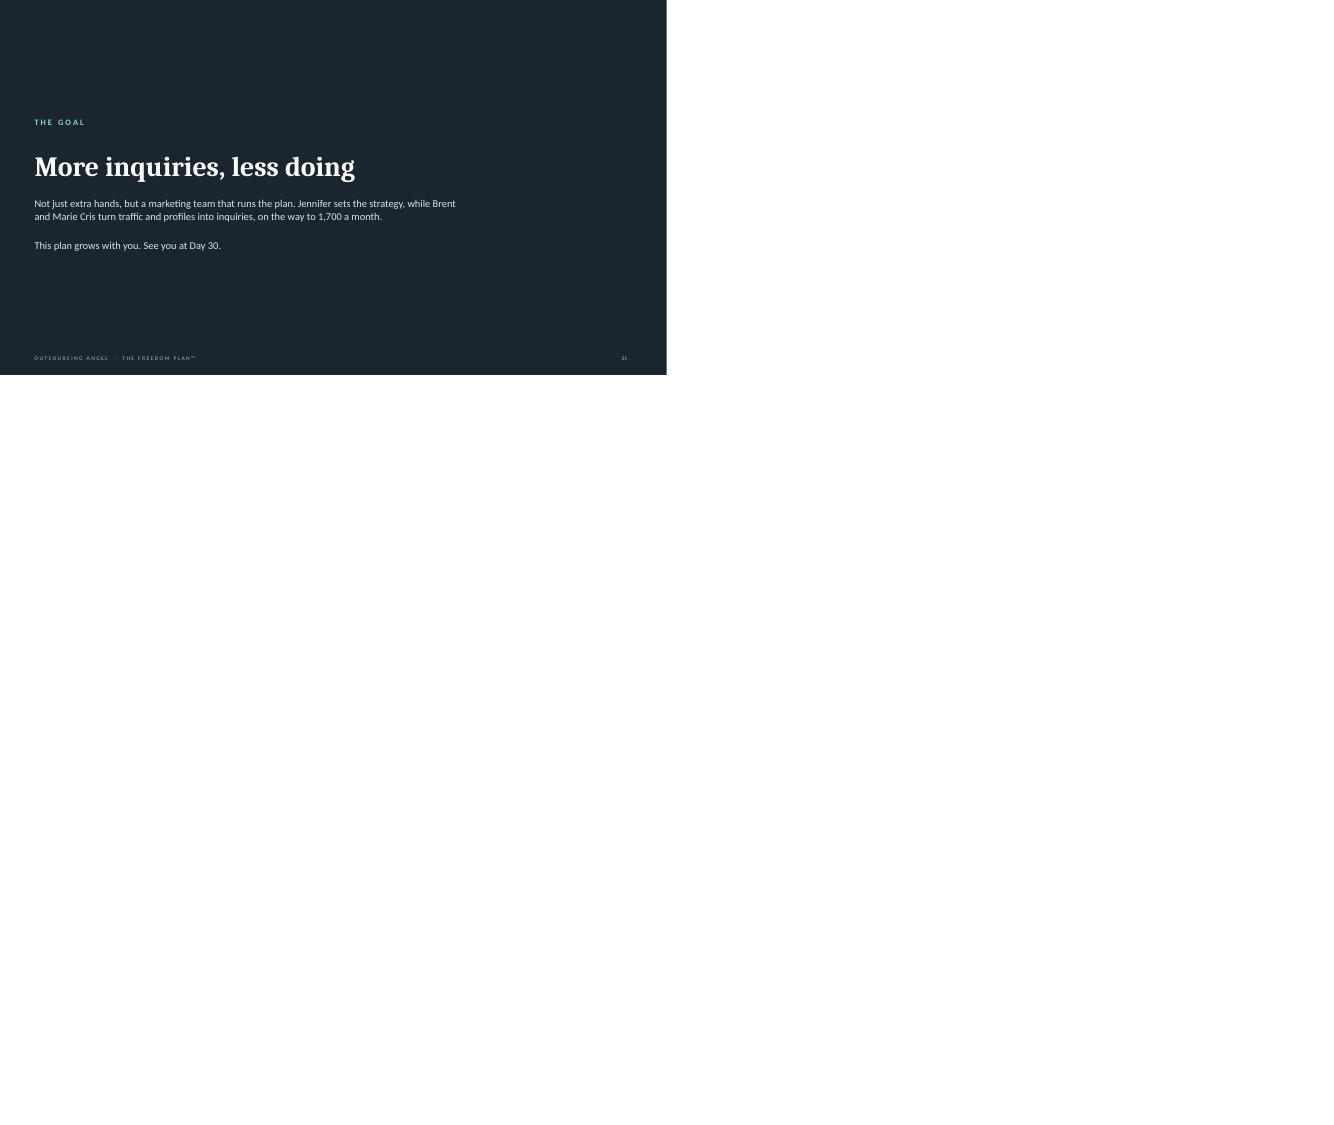 THE GOAL
More inquiries, less doing
Not just extra hands, but a marketing team that runs the plan. Jennifer sets the strategy, while Brent
and Marie Cris turn traffic and profiles into inquiries, on the way to 1,700 a month.
This plan grows with you. See you at Day 30.
OUTSOURCING ANGEL · THE FREEDOM PLAN™